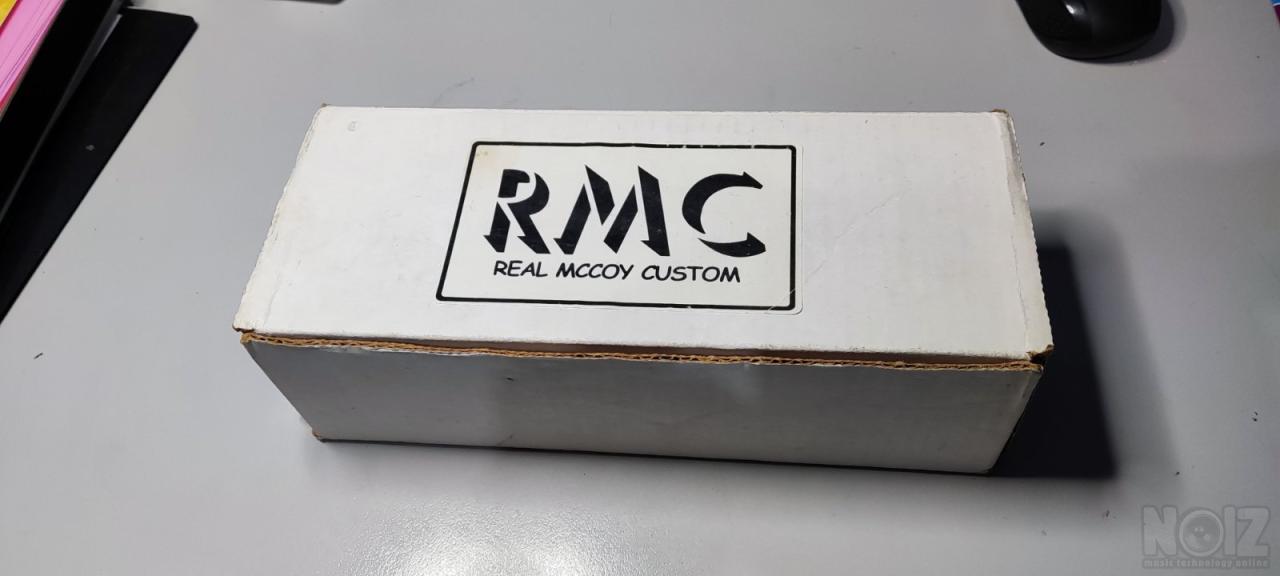 RMC
REAL MCCOY CUSTOM
NOIZ
music technology online